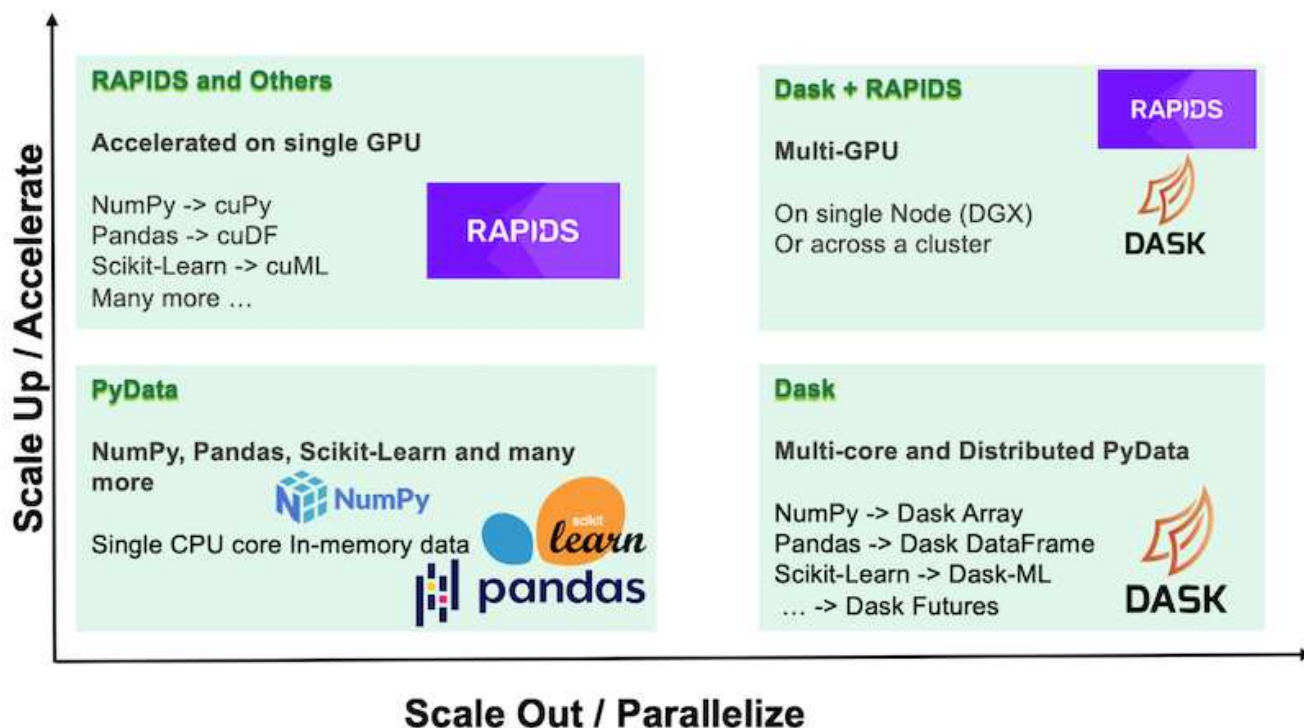 Scale Up / Accelerate
RAPIDS and Others
Accelerated on single GPU
NumPy -> cuPy
Pandas -> cuDF
Scikit-Learn -> cuML
Many more …
RAPIDS
Dask + RAPIDS
RAPIDS
Multi-GPU
On single Node (DGX)
Or across a cluster
DASK
PyData
NumPy, Pandas, Scikit-Learn and many
more
NumPy
Single CPU core In-memory data
scikit
learn
pandas
Dask
Multi-core and Distributed PyData
NumPy -> Dask Array
Pandas -> Dask DataFrame
Scikit-Learn -> Dask-ML
… -> Dask Futures
DASK
Scale Out / Parallelize